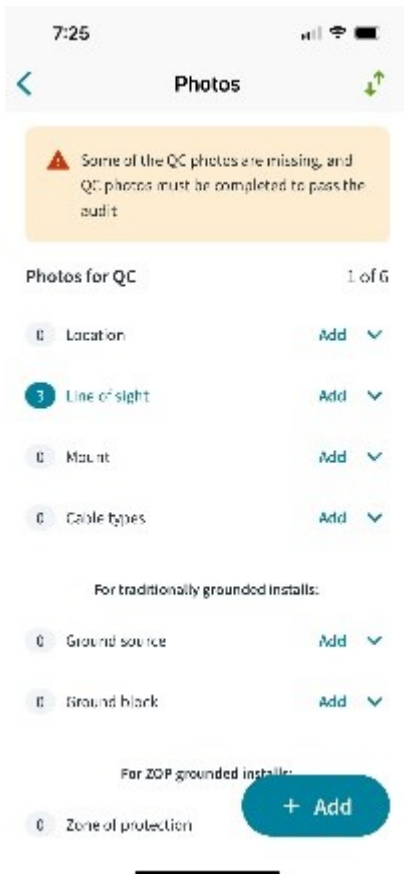 7:25
Photos
Some of the QC photos are missing, and
QC photos must be completed to pass the
audit
Photos for QC 1 of 6
0 Location Add
3 Line of sight Add
0 Mount Add
0 Cable types Add
For traditionally grounded installs:
0 Ground source Add
0 Ground block Add
For ZOP grounded installs:
+ Add
0 Zone of protection